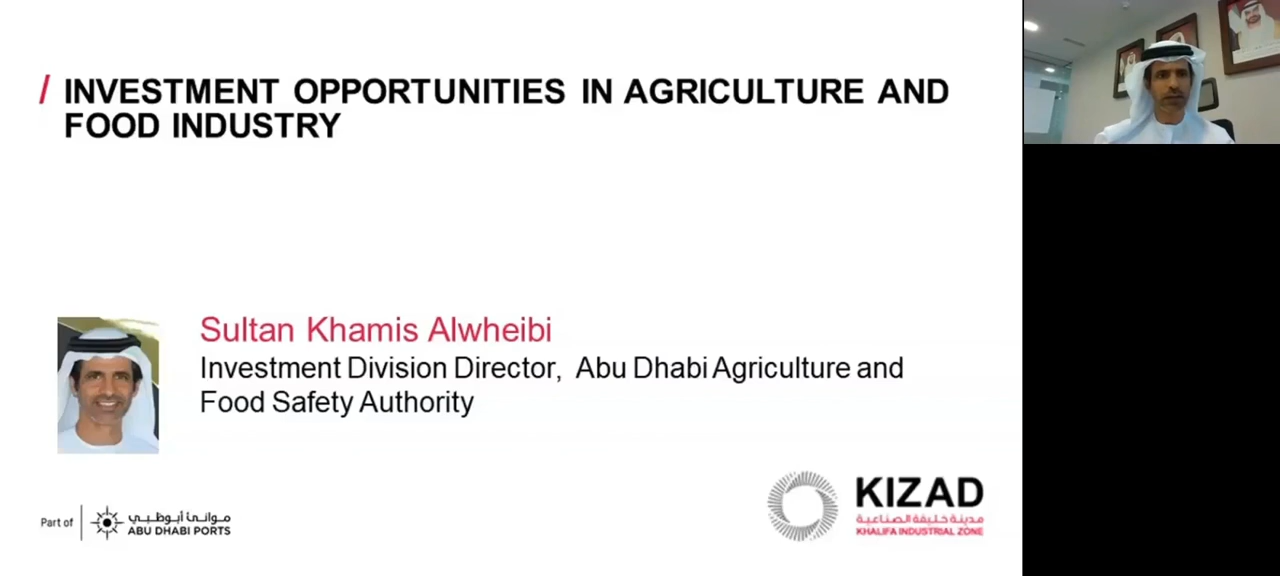 / INVESTMENT OPPORTUNITIES IN AGRICULTURE AND
FOOD INDUSTRY
Sultan Khamis Alwheibi
Investment Division Director, Abu Dhabi Agriculture and
Food Safety Authority
Part of
موانئ أبوظبي
ABU DHABI PORTS
KIZAD
مدينة خليفة الصناعية
KHALIFA INDUSTRIAL ZONE